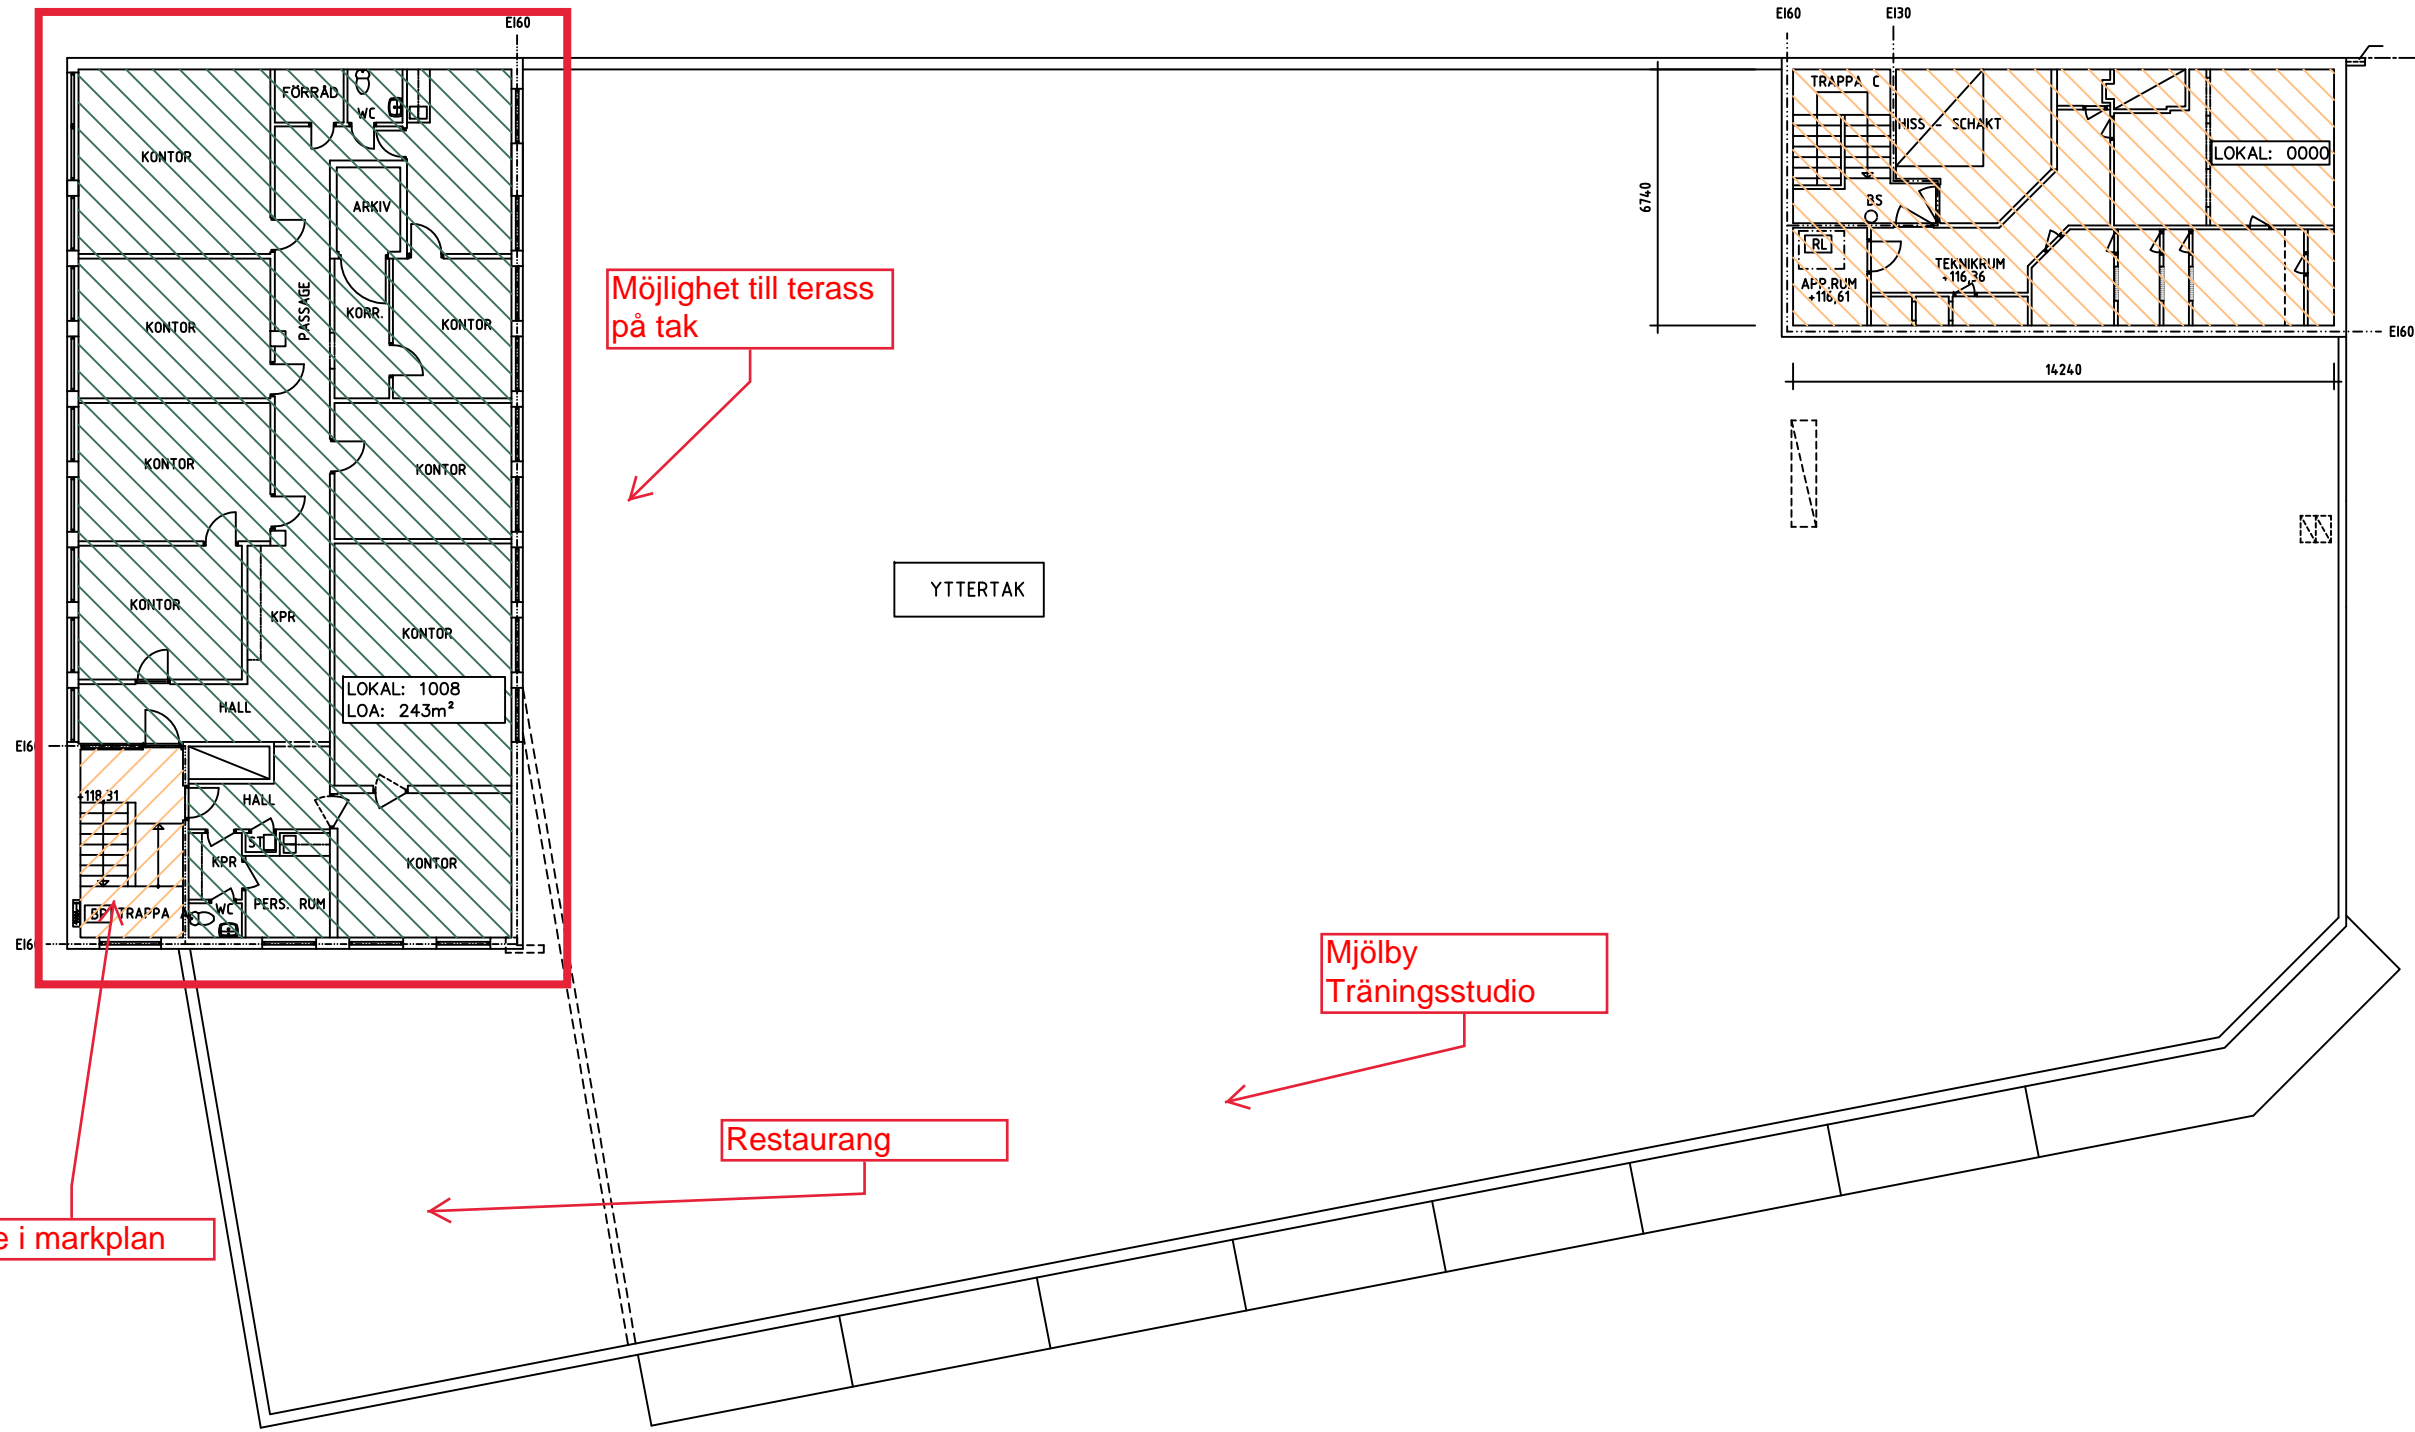 EI60
EI60
EI30
FÖRRÅD
WC
KONTOR
ARKIV
PASSAGE
KORR.
KONTOR
KONTOR
KONTOR
KONTOR
KONTOR
KPR
KONTOR
LOKAL: 1008
LOA: 243m²
HALL
EI60
+118,31
HALL
ST
KPR
KONTOR
BP TRAPPA A
WC
PERS. RUM
EI60
Möjlighet till terass
på tak
YTTERTAK
TRAPPA C
HISS - SCHAKT
LOKAL: 0000
6740
BS
RL
TEKNIKRUM
+116,36
APP.RUM
+116,61
EI60
14240
Mjölby
Träningsstudio
Restaurang
i markplan